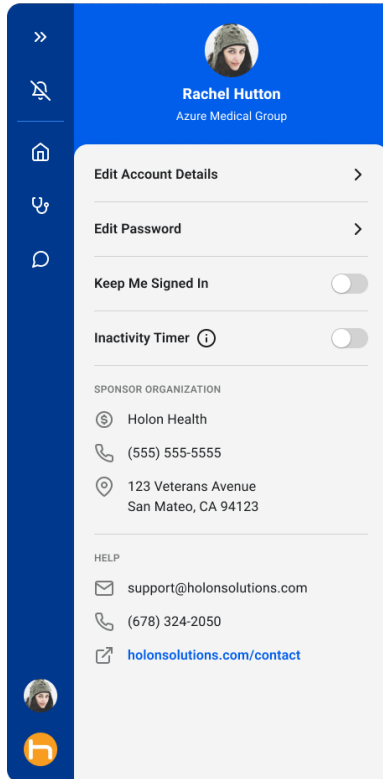 Rachel Hutton
Azure Medical Group
Edit Account Details
Edit Password
Keep Me Signed In
Inactivity Timer
SPONSOR ORGANIZATION
Holon Health
(555) 555-5555
123 Veterans Avenue
San Mateo, CA 94123
HELP
support@holonsolutions.com
(678) 324-2050
holonsolutions.com/contact